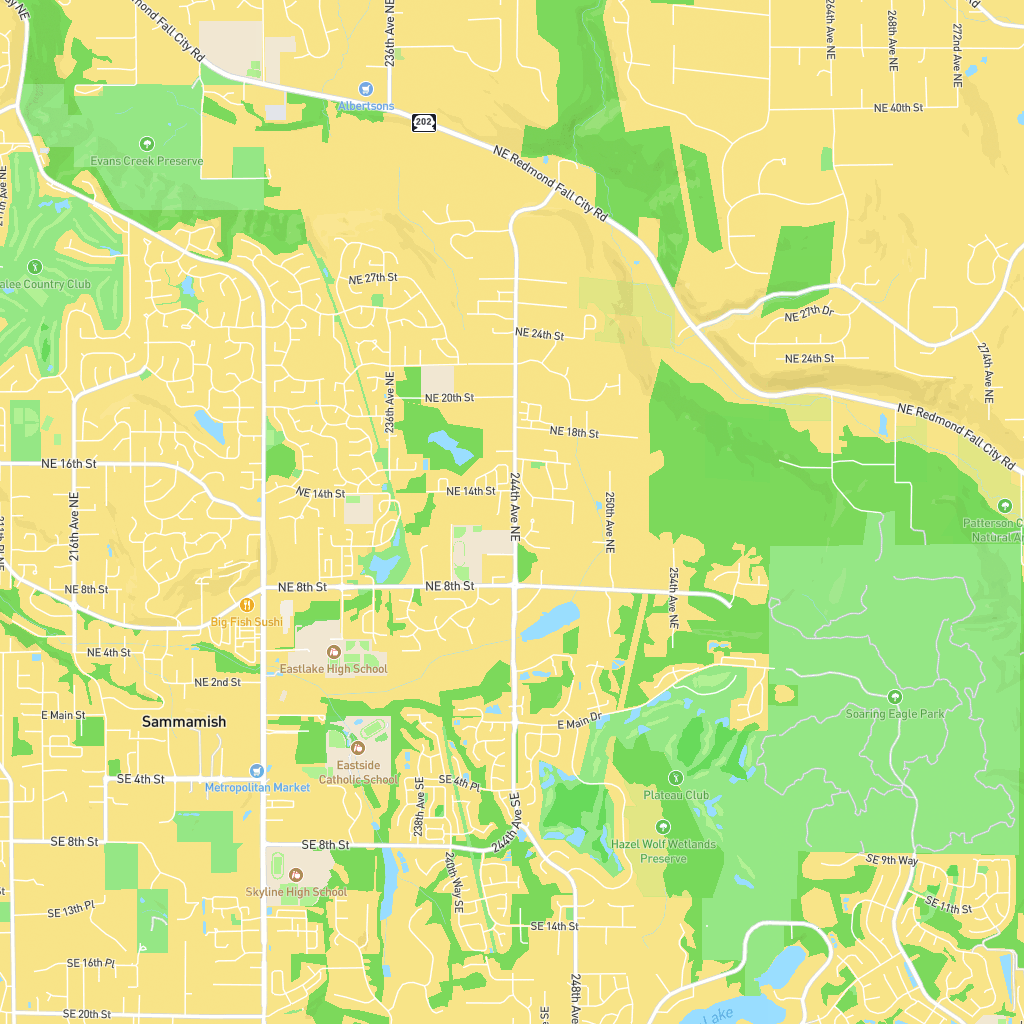 Redmond Fall City Rd
236th Ave NE
264th Ave NE
268th Ave NE
272nd Ave NE
Albertsons
202
NE 40th St
Evans Creek Preserve
NE Redmond Fall City Rd
NE 27th St
Country Club
NE 27th Dr
NE 24th St
NE 24th St
274th Ave NE
236th Ave NE
NE 20th St
NE Redmond Fall City Rd
NE 18th St
NE 16th St
NE 14th St
NE 14th St
244th Ave NE
216th Ave NE
250th Ave NE
Patterson
Natural
NE 8th St
NE 8th St
NE 8th St
254th Ave NE
Big Fish Sushi
NE 4th St
Eastlake High School
NE 2nd St
E Main St
Sammamish
E Main Dr
Soaring Eagle Park
Eastside
Catholic School
SE 4th St
Metropolitan Market
SE 4th Pl
238th Ave SE
Plateau Club
244th Ave SE
Hazel Wolf Wetlands
Preserve
SE 8th St
SE 8th St
240th Way SE
SE 9th Way
Skyline High School
SE 11th St
SE 13th Pl
SE 14th St
SE 16th Pl
248th Ave
SE
SE 20th St
Lake